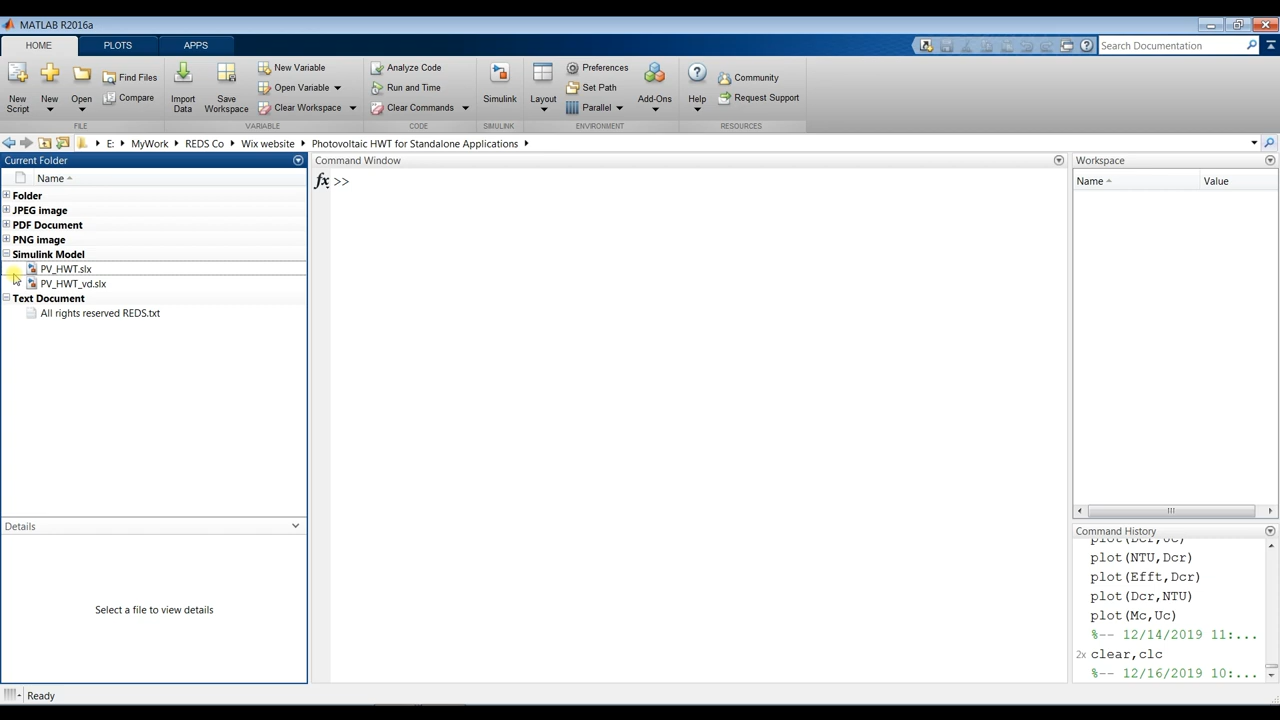 MATLAB R2016a
HOME
PLOTS
APPS
Search Documentation
New Script
New
Open
Find Files
Compare
Import Data
Save Workspace
New Variable
Open Variable
Clear Workspace
Analyze Code
Run and Time
Clear Commands
Simulink
Layout
Preferences
Set Path
Parallel
Add-Ons
Help
Community
Request Support
FILE
VARIABLE
CODE
SIMULINK
ENVIRONMENT
RESOURCES
E: MyWork REDS Co Wix website Photovoltaic HWT for Standalone Applications
Current Folder
Name
Folder
JPEG image
PDF Document
PNG image
Simulink Model
PV_HWT.slx
PV_HWT_vd.slx
Text Document
All rights reserved REDS.txt
Details
Select a file to view details
Command Window
fx >>
Workspace
Name
Value
Command History
plot(Dcr,Uc)
plot(NTU,Dcr)
plot(Efft,Dcr)
plot(Dcr,NTU)
plot(Mc,Uc)
%-- 12/14/2019 11:...
2x clear,clc
%-- 12/16/2019 10:...
Ready